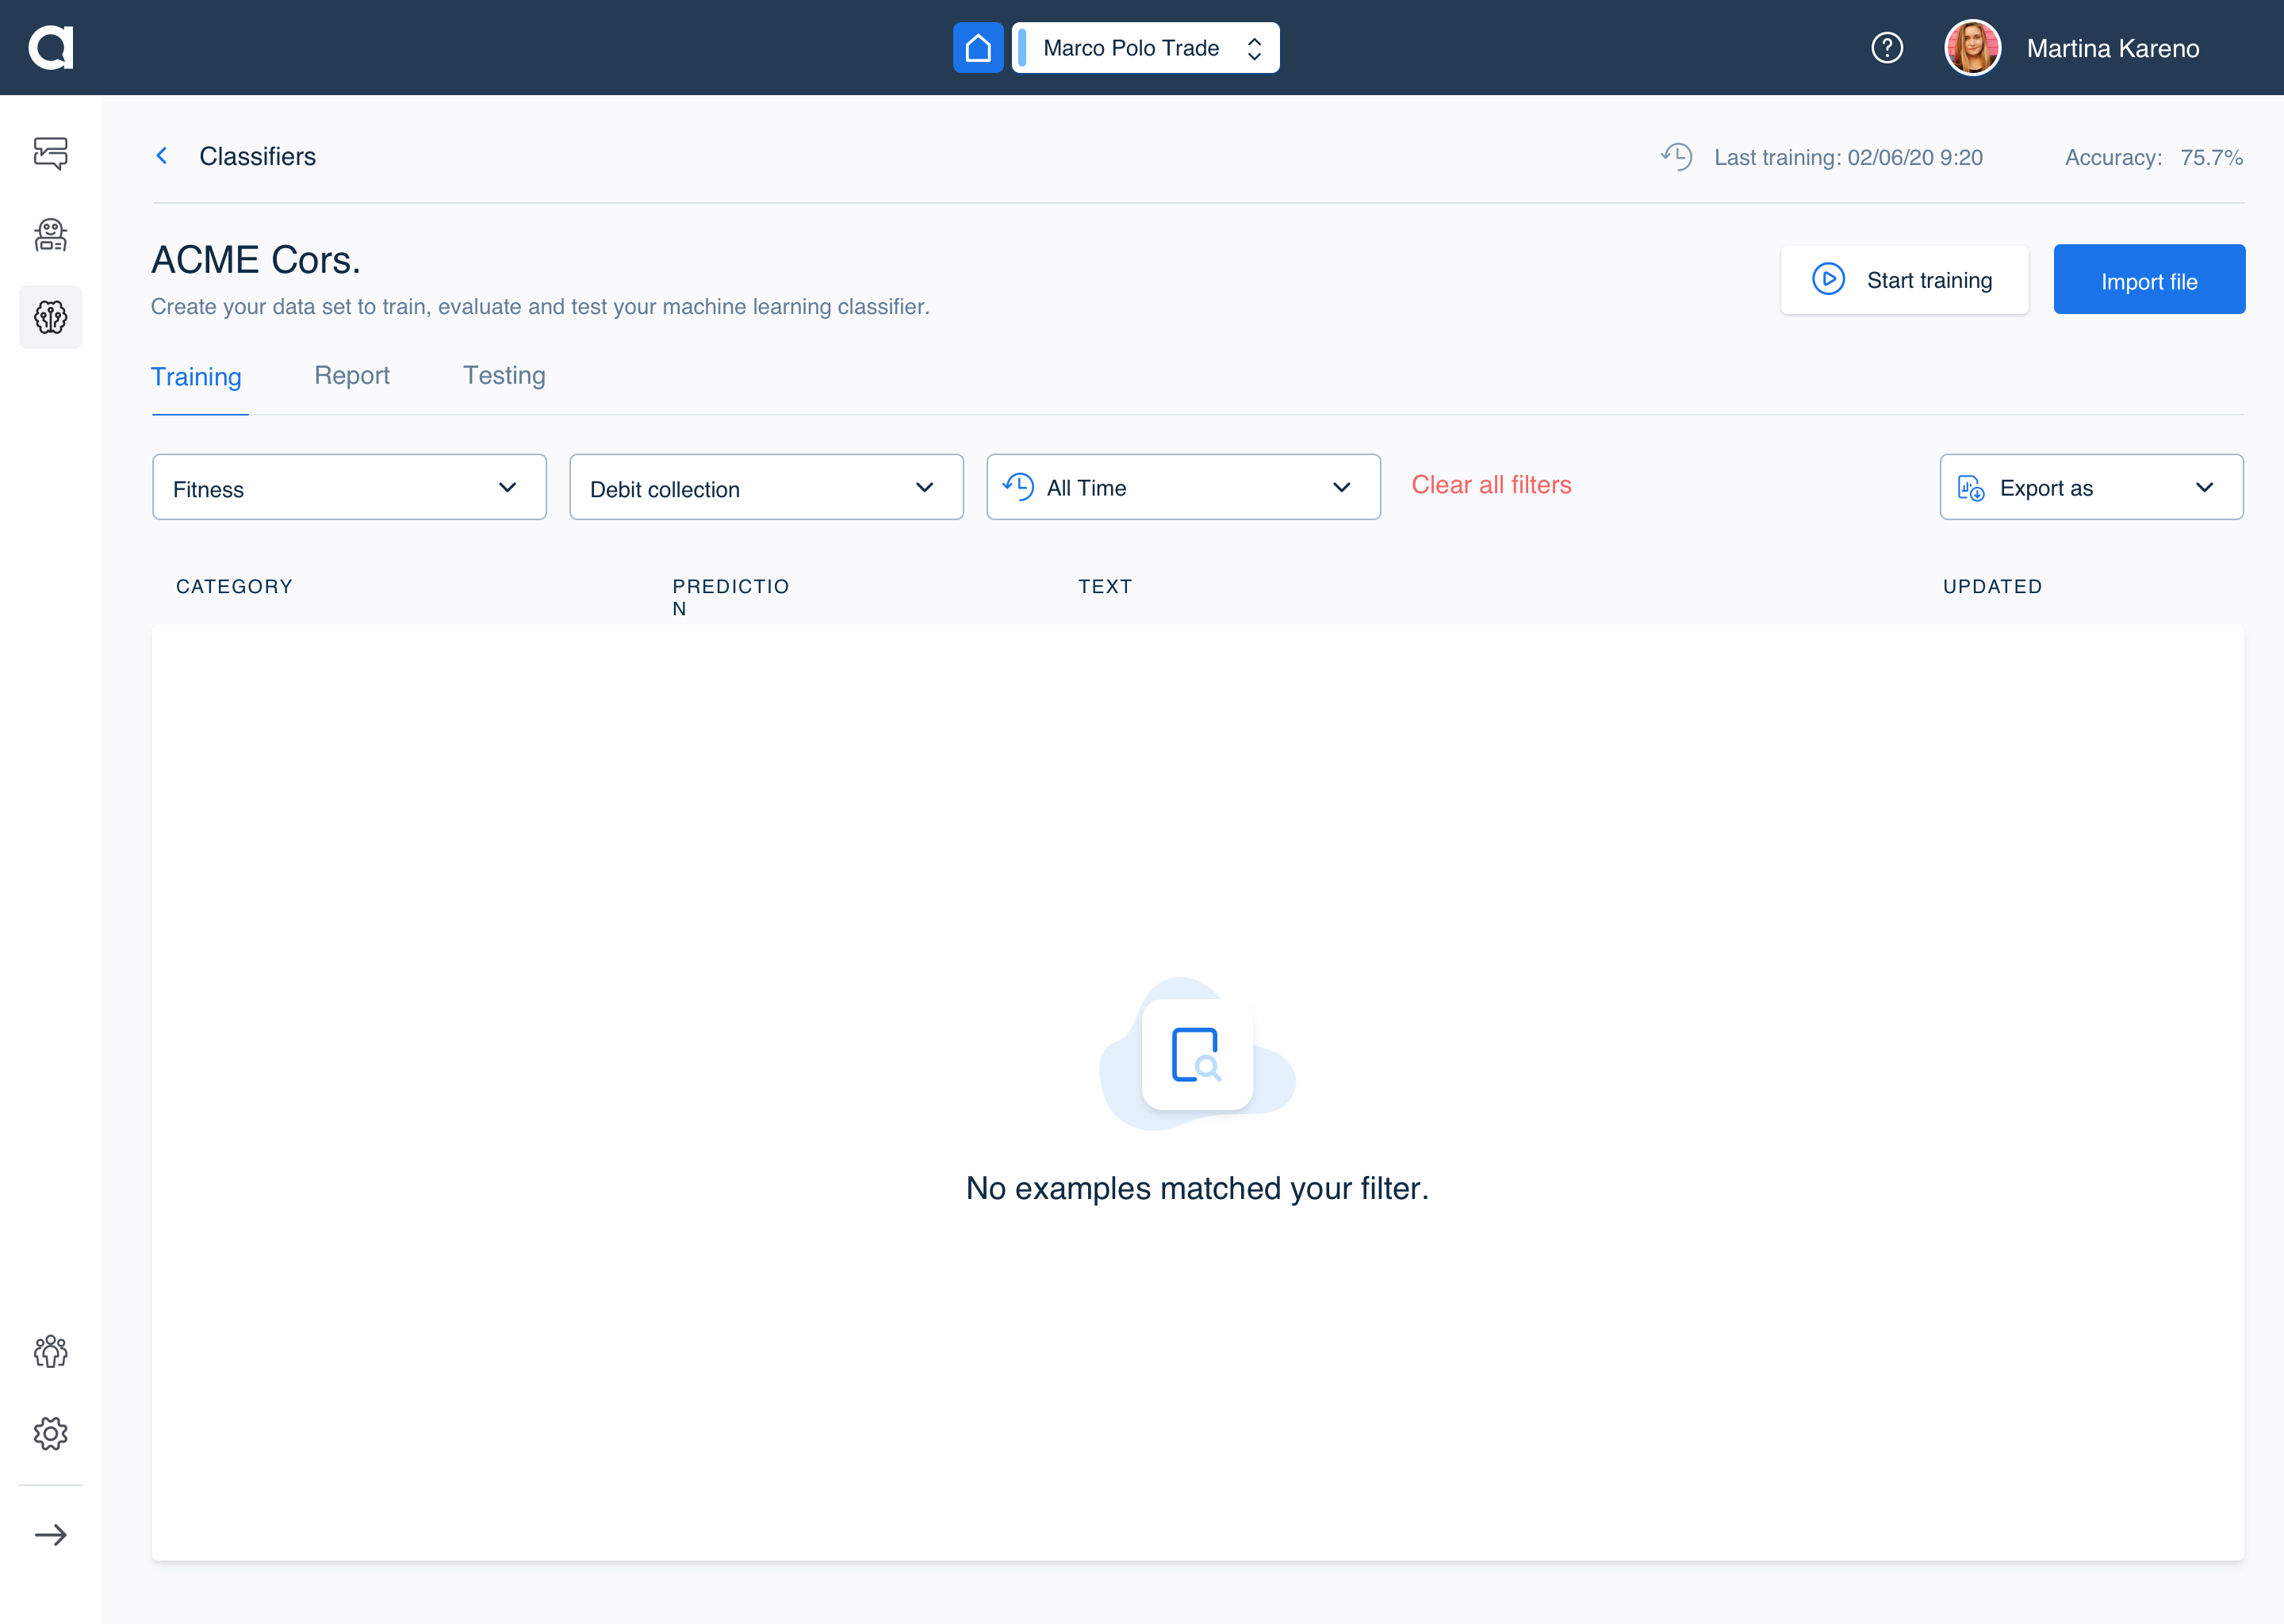 Marco Polo Trade
Martina Kareno
Classifiers
Last training: 02/06/20 9:20
Accuracy: 75.7%
ACME Cors.
Create your data set to train, evaluate and test your machine learning classifier.
Start training
Import file
Training
Report
Testing
Fitness
Debit collection
All Time
Clear all filters
Export as
CATEGORY
PREDICTIO
N
TEXT
UPDATED
No examples matched your filter.